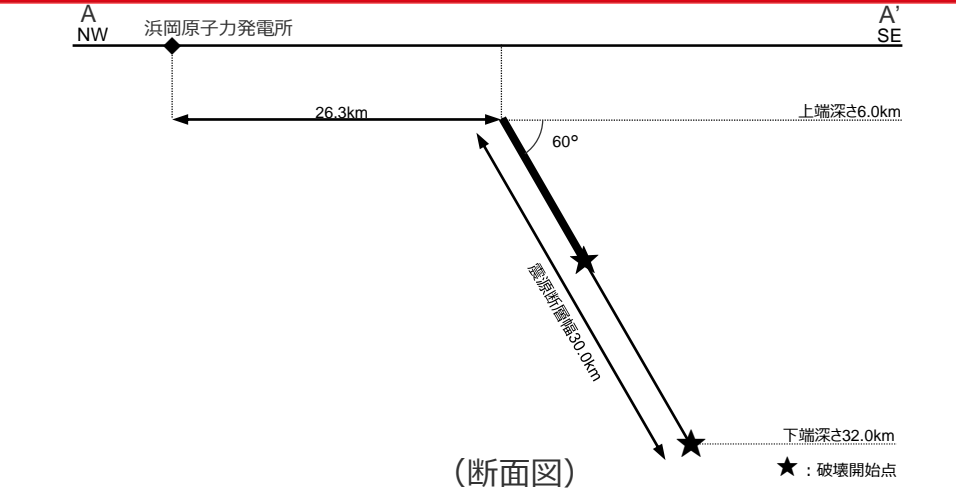 A
NW
浜岡原子力発電所
A’
SE
26.3km
上端深さ6.0km
60°
震源断層幅30.0km
下端深さ32.0km
★：破壊開始点
（断面図）